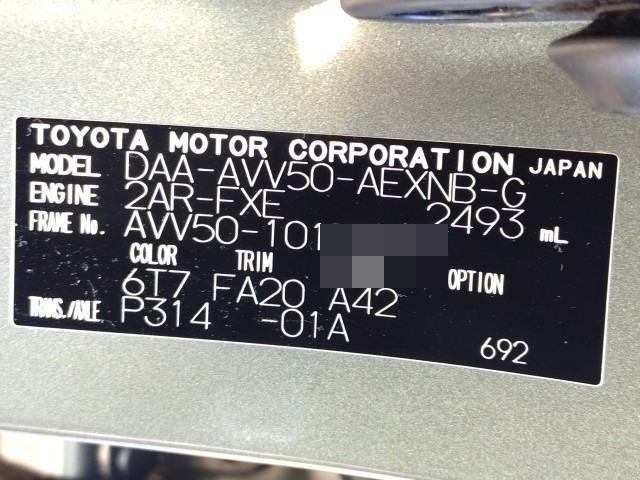 TOYOTA MOTOR CORPORATION JAPAN
MODEL DAA-AVV50-AEXNB-G
ENGINE 2AR-FXE 2493 mL
FRAME No. AVV50-101
COLOR TRIM OPTION
6T7 FA20 A42
TRANS./AXLE P314 -01A
692